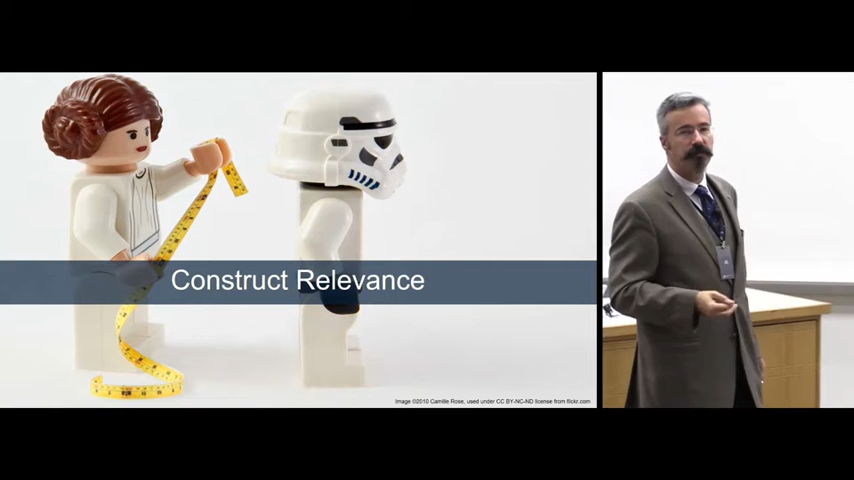 Construct Relevance
Image ©2010 Camille Rose, used under CC BY-NC-ND license from flickr.com